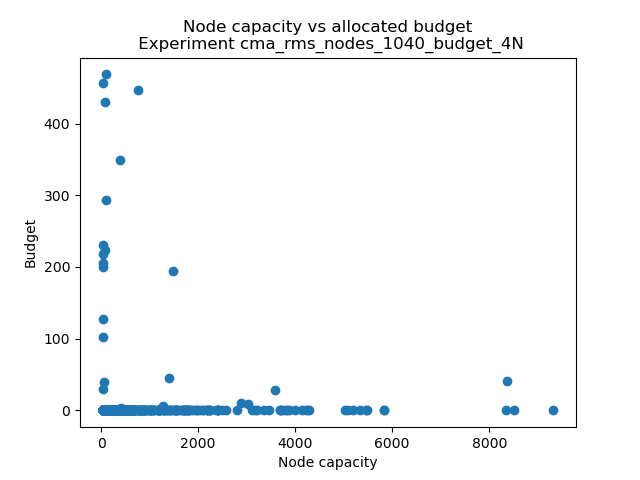 Node capacity vs allocated budget
Experiment cma_rms_nodes_1040_budget_4N
Budget
400
300
200
100
0
0 2000 4000 6000 8000
Node capacity